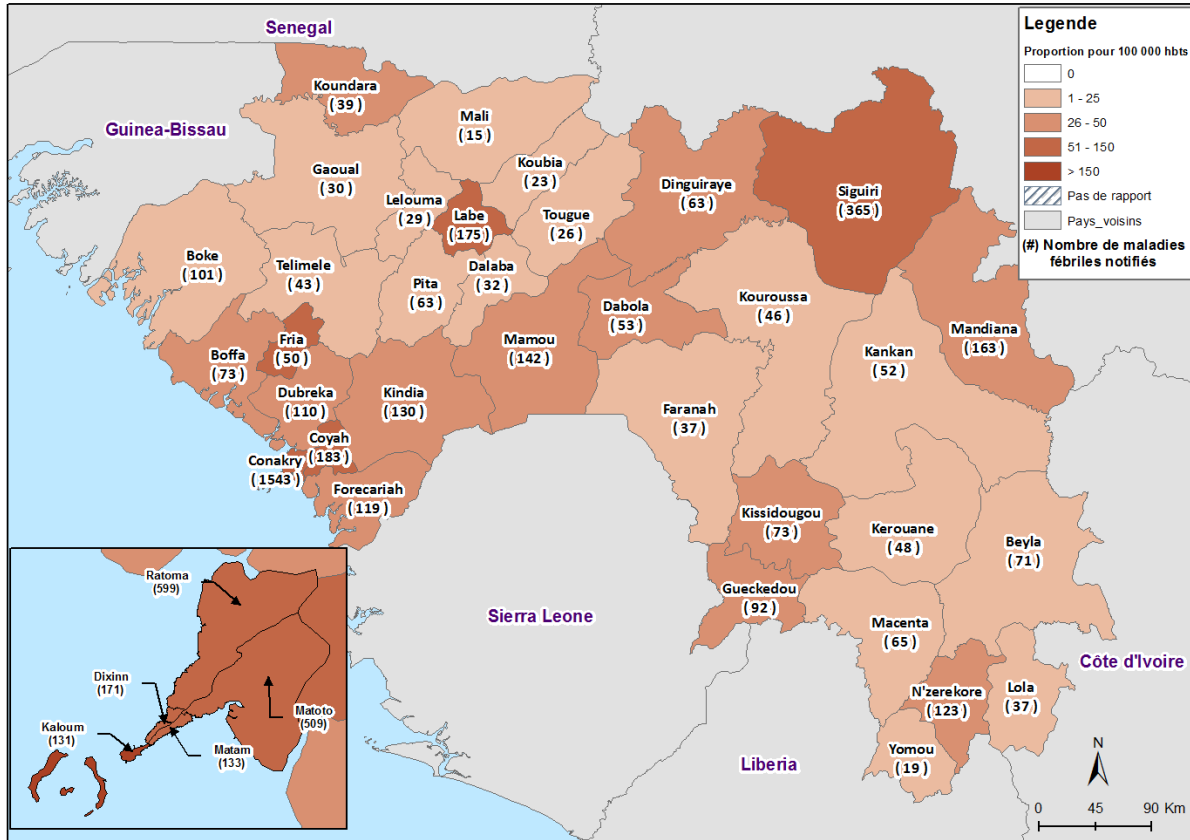 Senegal
Guinea-Bissau
Koundara
( 39 )
Mali
( 15 )
Gaoual
( 30 )
Koubia
( 23 )
Lelouma
( 29 )
Labe
( 175 )
Tougue
( 26 )
Dinguiraye
( 63 )
Siguiri
( 365 )
Boke
( 101 )
Telimele
( 43 )
Pita
( 63 )
Dalaba
( 32 )
Dabola
( 53 )
Kouroussa
( 46 )
Mandiana
( 163 )
Kankan
( 52 )
Fria
( 50 )
Boffa
( 73 )
Mamou
( 142 )
Dubreka
( 110 )
Kindia
( 130 )
Faranah
( 37 )
Coyah
( 183 )
Conakry
( 1543 )
Forecariah
( 119 )
Kissidougou
( 73 )
Kerouane
( 48 )
Beyla
( 71 )
Gueckedou
( 92 )
Macenta
( 65 )
N'zerekore
( 123 )
Lola
( 37 )
Yomou
( 19 )
Sierra Leone
Liberia
Côte d'Ivoire
Legende
Proportion pour 100 000 hbts
0
1 - 25
26 - 50
51 - 150
> 150
Pas de rapport
Pays_voisins
(#) Nombre de maladies
fébriles notifiés
Ratoma
(599)
Dixinn
(171)
Kaloum
(131)
Matoto
(509)
Matam
(133)
N
0 45 90 Km